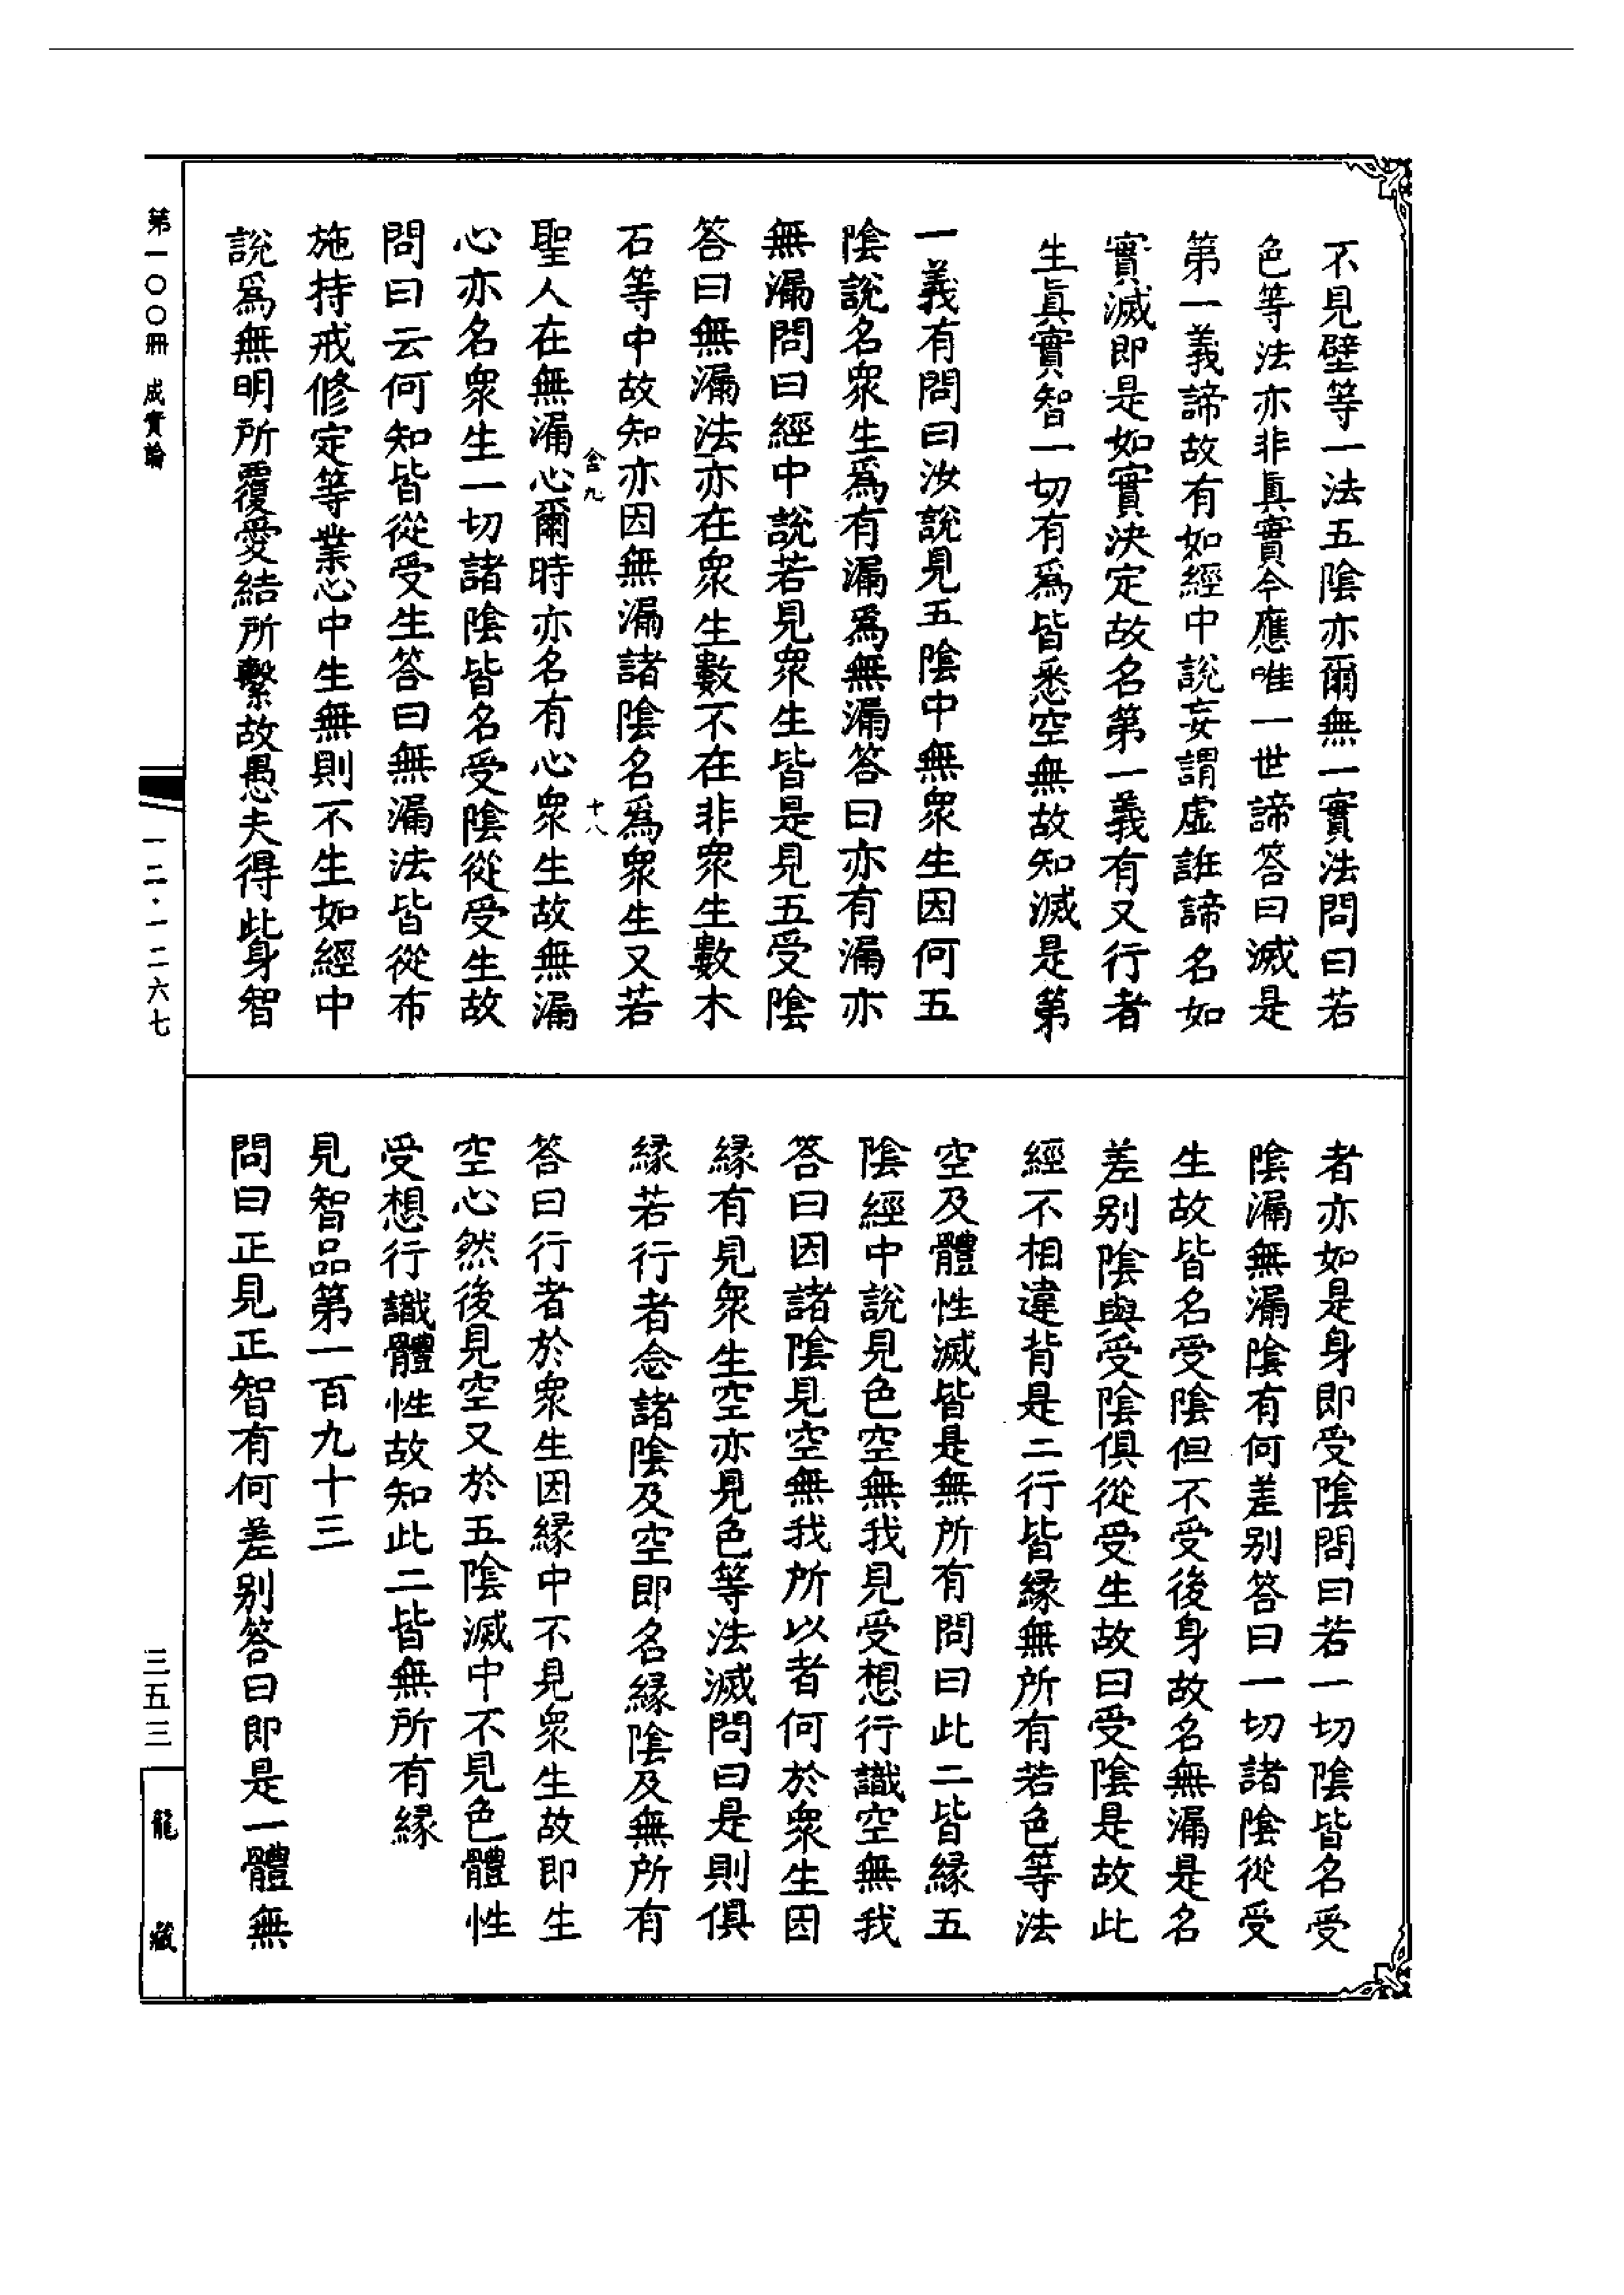 不見壁等一法五陰亦爾無一實法問曰若
色等法亦非眞實今應唯一世諦答曰滅是
第一義諦故有如經中說妄謂虛誑諦名如
實滅即是如實決定故名第一義有又行者
生眞實智一切有爲皆悉空無故知滅是第
一義有問曰汝說見五陰中無衆生因何五
陰說名衆生爲有漏爲無漏答曰亦有漏亦
無漏問曰經中說若見衆生皆是見五受陰
答曰無漏法亦在衆生數不在非衆生數木
石等中故知亦因無漏諸陰名爲衆生又若
含九 十八
聖人在無漏心爾時亦名有心衆生故無漏
心亦名衆生一切諸陰皆名受陰從受生故
問曰云何知皆從受生答曰無漏法皆從布
施持戒修定等業心中生無則不生如經中
說爲無明所覆愛結所繫故愚夫得此身智
者亦如是身即受陰問曰若一切陰皆名受
陰漏無漏陰有何差别答曰一切諸陰從受
生故皆名受陰但不受後身故名無漏是名
差别陰與受陰俱從受生故曰受陰是故此
經不相違背是二行皆緣無所有若色等法
空及體性滅皆是無所有問曰此二皆緣五
陰經中說見色空無我見受想行識空無我
答曰因諸陰見空無我所以者何於衆生因
緣有見衆生空亦見色等法滅問曰是則俱
緣若行者念諸陰及空即名緣陰及無所有
答曰行者於衆生因緣中不見衆生故即生
空心然後見空又於五陰滅中不見色體性
受想行識體性故知此二皆無所有緣
見智品第一百九十三
問曰正見正智有何差别答曰即是一體無
第一〇〇冊 成實論
一二·一二六七
三五三
龍藏